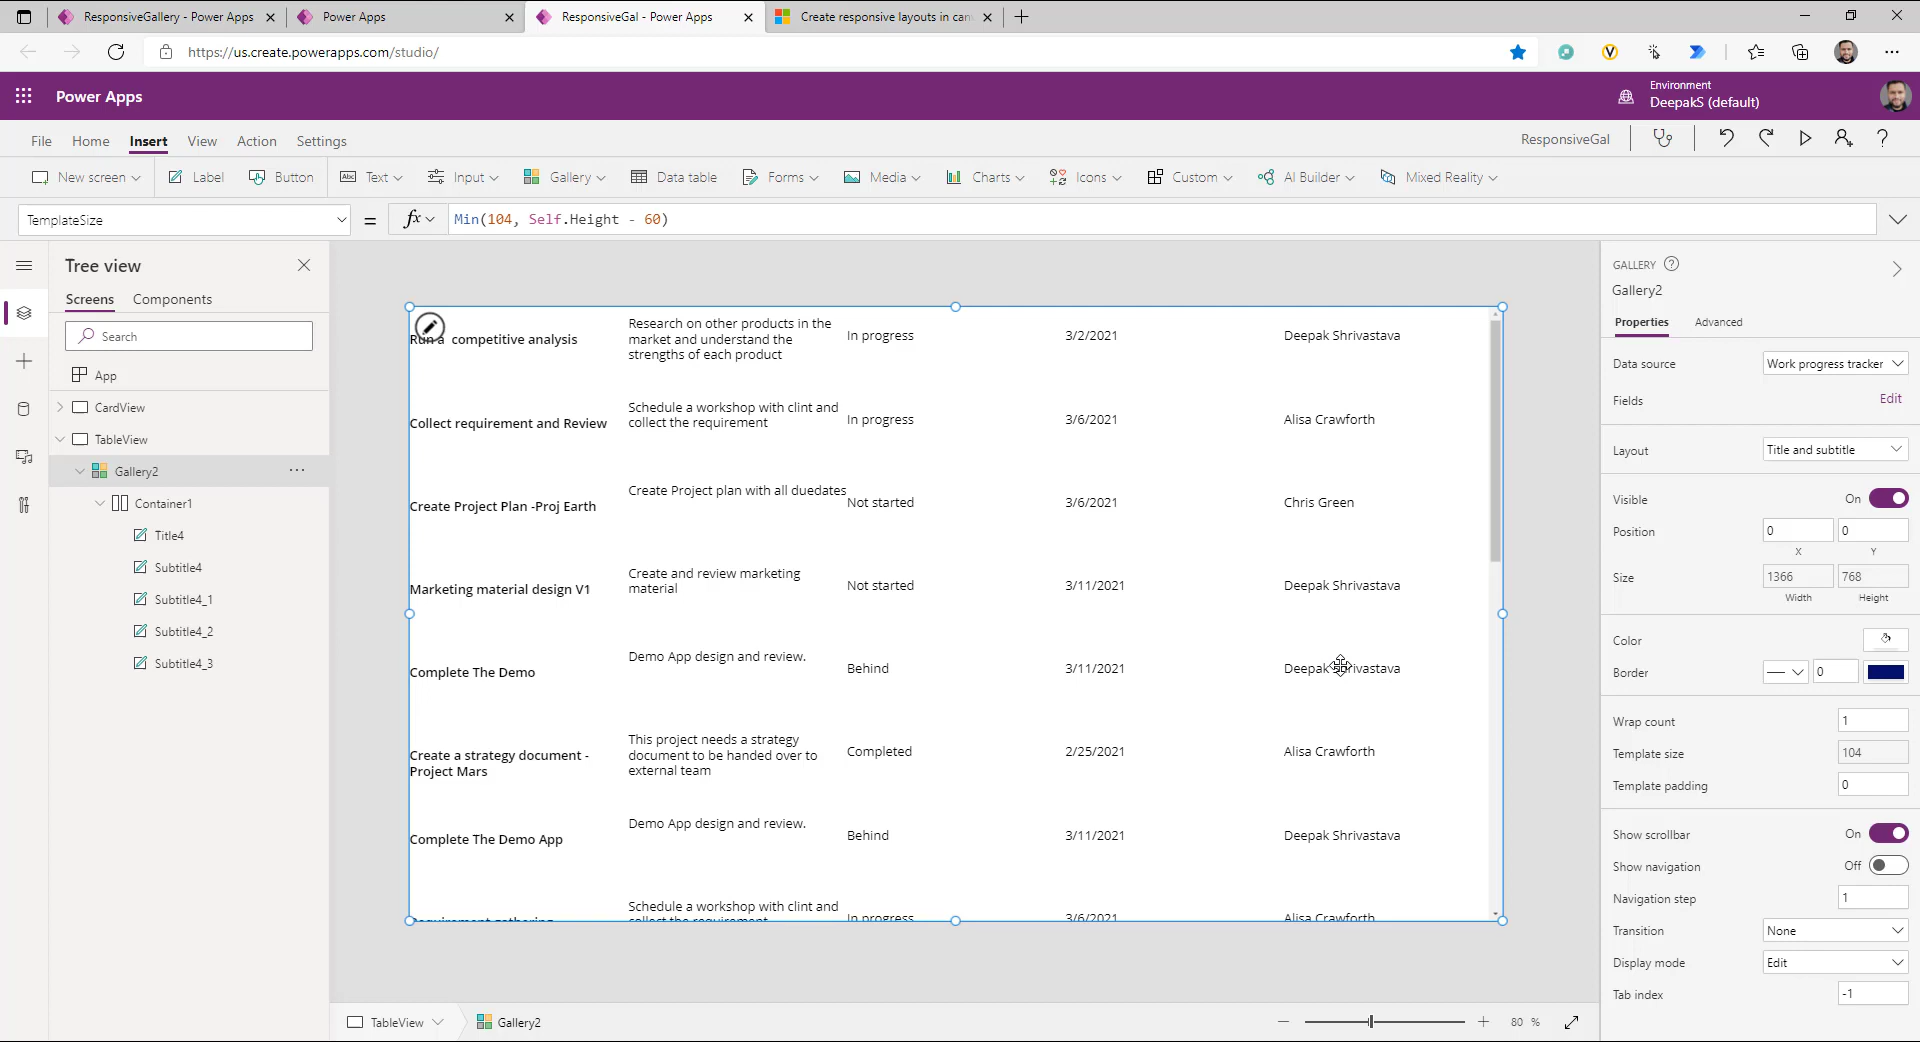 ResponsiveGallery - Power Apps
Power Apps
ResponsiveGal - Power Apps
Create responsive layouts in can
https://us.create.powerapps.com/studio/
Power Apps
Environment
DeepakS (default)
File
Home
Insert
View
Action
Settings
ResponsiveGal
New screen
Label
Button
Abc
Text
Input
Gallery
Data table
Forms
Media
Charts
Icons
Custom
AI Builder
Mixed Reality
TemplateSize
=
fx
Min(104, Self.Height - 60)
Tree view
Screens
Components
Search
App
CardView
TableView
Gallery2
Container1
Title4
Subtitle4
Subtitle4_1
Subtitle4_2
Subtitle4_3
Run a competitive analysis
Research on other products in the
market and understand the
strengths of each product
In progress
3/2/2021
Deepak Shrivastava
Collect requirement and Review
Schedule a workshop with clint and
collect the requirement
In progress
3/6/2021
Alisa Crawforth
Create Project Plan -Proj Earth
Create Project plan with all duedates
Not started
3/6/2021
Chris Green
Marketing material design V1
Create and review marketing
material
Not started
3/11/2021
Deepak Shrivastava
Complete The Demo
Demo App design and review.
Behind
3/11/2021
Deepak Shrivastava
Create a strategy document -
Project Mars
This project needs a strategy
document to be handed over to
external team
Completed
2/25/2021
Alisa Crawforth
Complete The Demo App
Demo App design and review.
Behind
3/11/2021
Deepak Shrivastava
Requirement gathering
Schedule a workshop with clint and
collect the requirement
In progress
3/6/2021
Alisa Crawforth
TableView
Gallery2
80 %
GALLERY
Gallery2
Properties
Advanced
Data source
Work progress tracker
Fields
Edit
Layout
Title and subtitle
Visible
On
Position
0
0
X
Y
Size
1366
768
Width
Height
Color
Border
0
Wrap count
1
Template size
104
Template padding
0
Show scrollbar
On
Show navigation
Off
Navigation step
1
Transition
None
Display mode
Edit
Tab index
-1